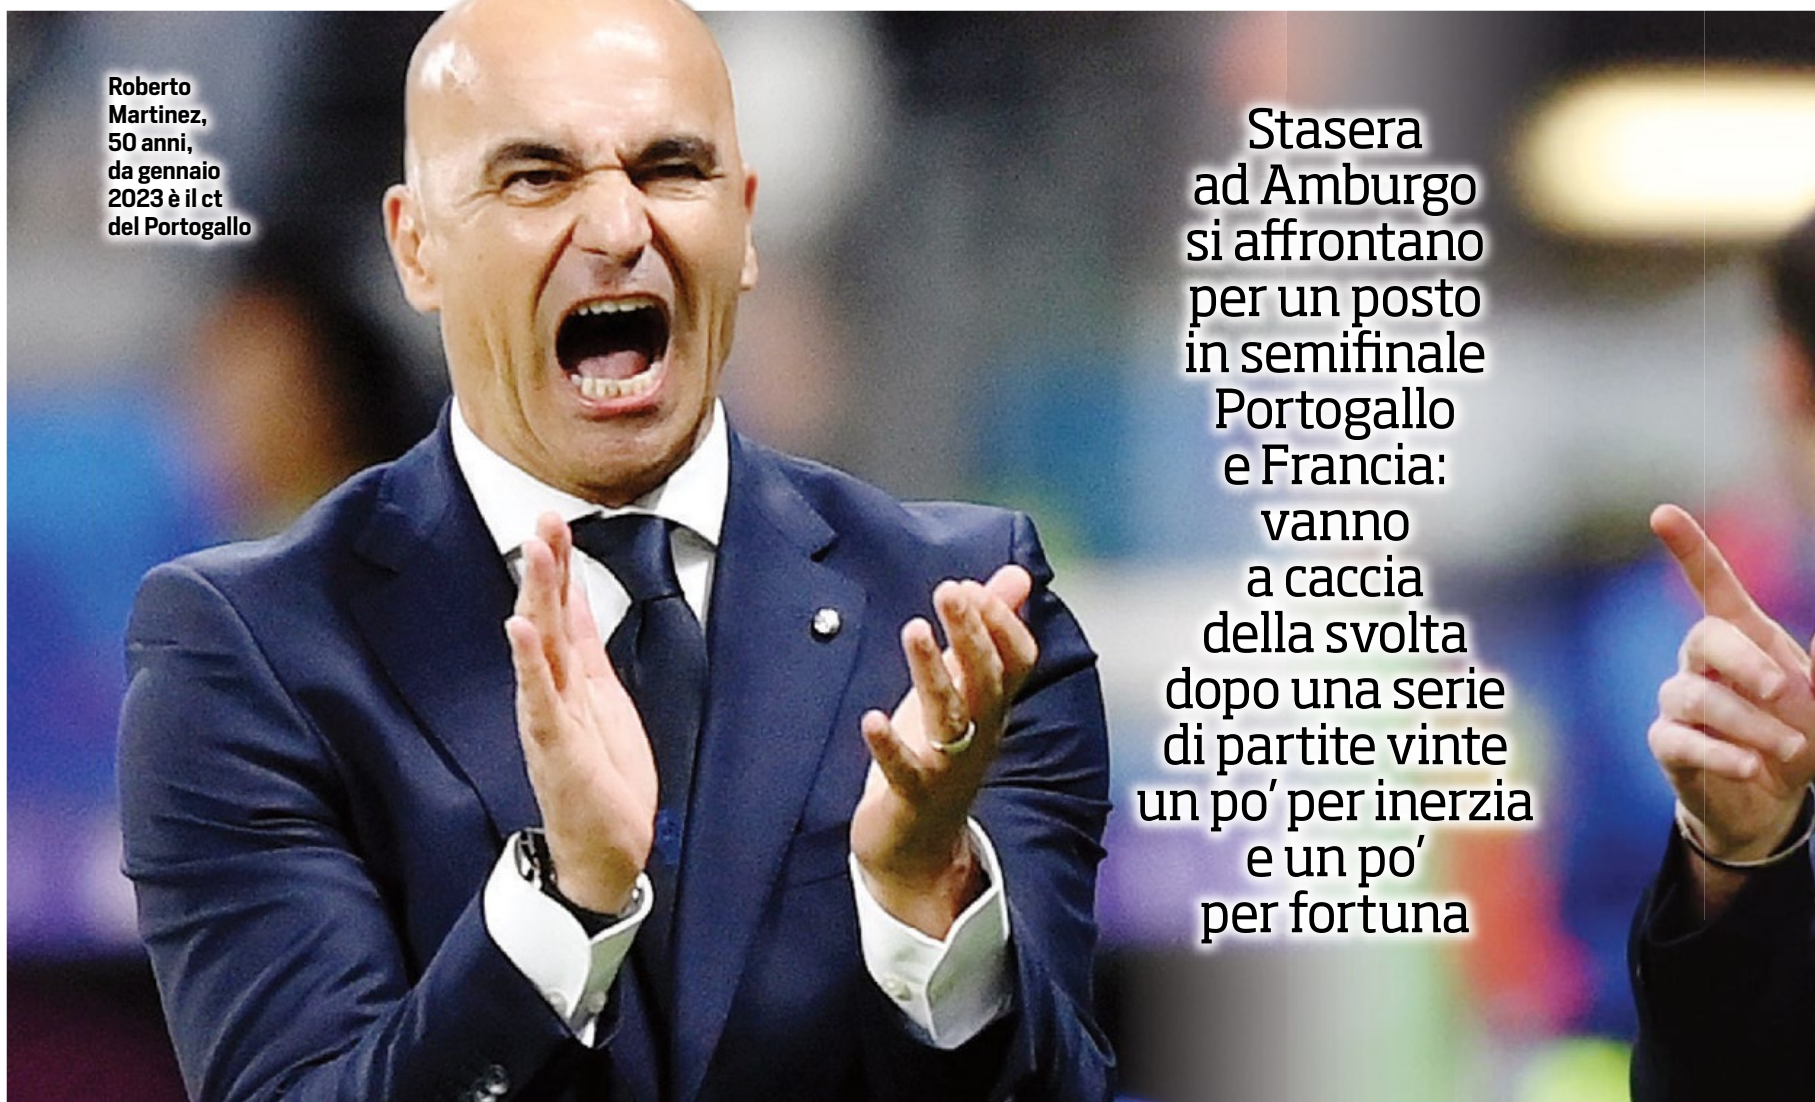 Roberto
Martinez,
50 anni,
da gennaio
2023 è il ct
del Portogallo
Stasera
ad Amburgo
si affrontano
per un posto
in semifinale
Portogallo
e Francia:
vanno
a caccia
della svolta
dopo una serie
di partite vinte
un po’ per inerzia
e un po’
per fortuna